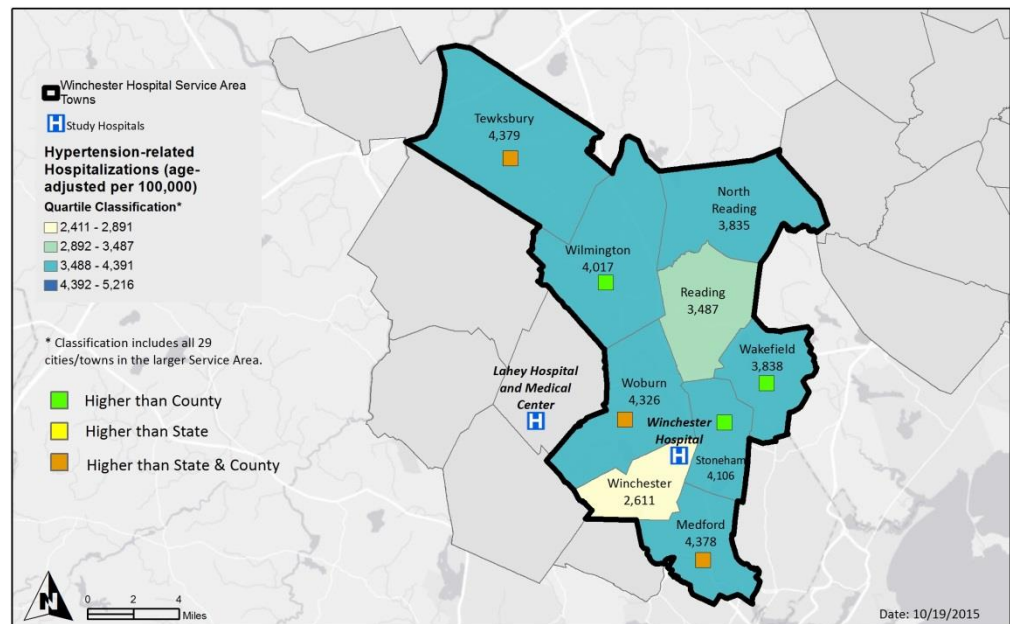 Winchester Hospital Service Area
Towns
H Study Hospitals
Hypertension-related
Hospitalizations (age-
adjusted per 100,000)
Quartile Classification*
2,411 - 2,891
2,892 - 3,487
3,488 - 4,391
4,392 - 5,216
* Classification includes all 29
cities/towns in the larger Service Area.
Higher than County
Higher than State
Higher than State & County
Tewksbury
4,379
North
Reading
3,835
Wilmington
4,017
Reading
3,487
Wakefield
3,838
Lahey Hospital
and Medical
Center
H
Woburn
4,326
Winchester
Hospital
H
Stoneham
4,106
Winchester
2,611
Medford
4,378
N
0 2 4
Miles
Date: 10/19/2015